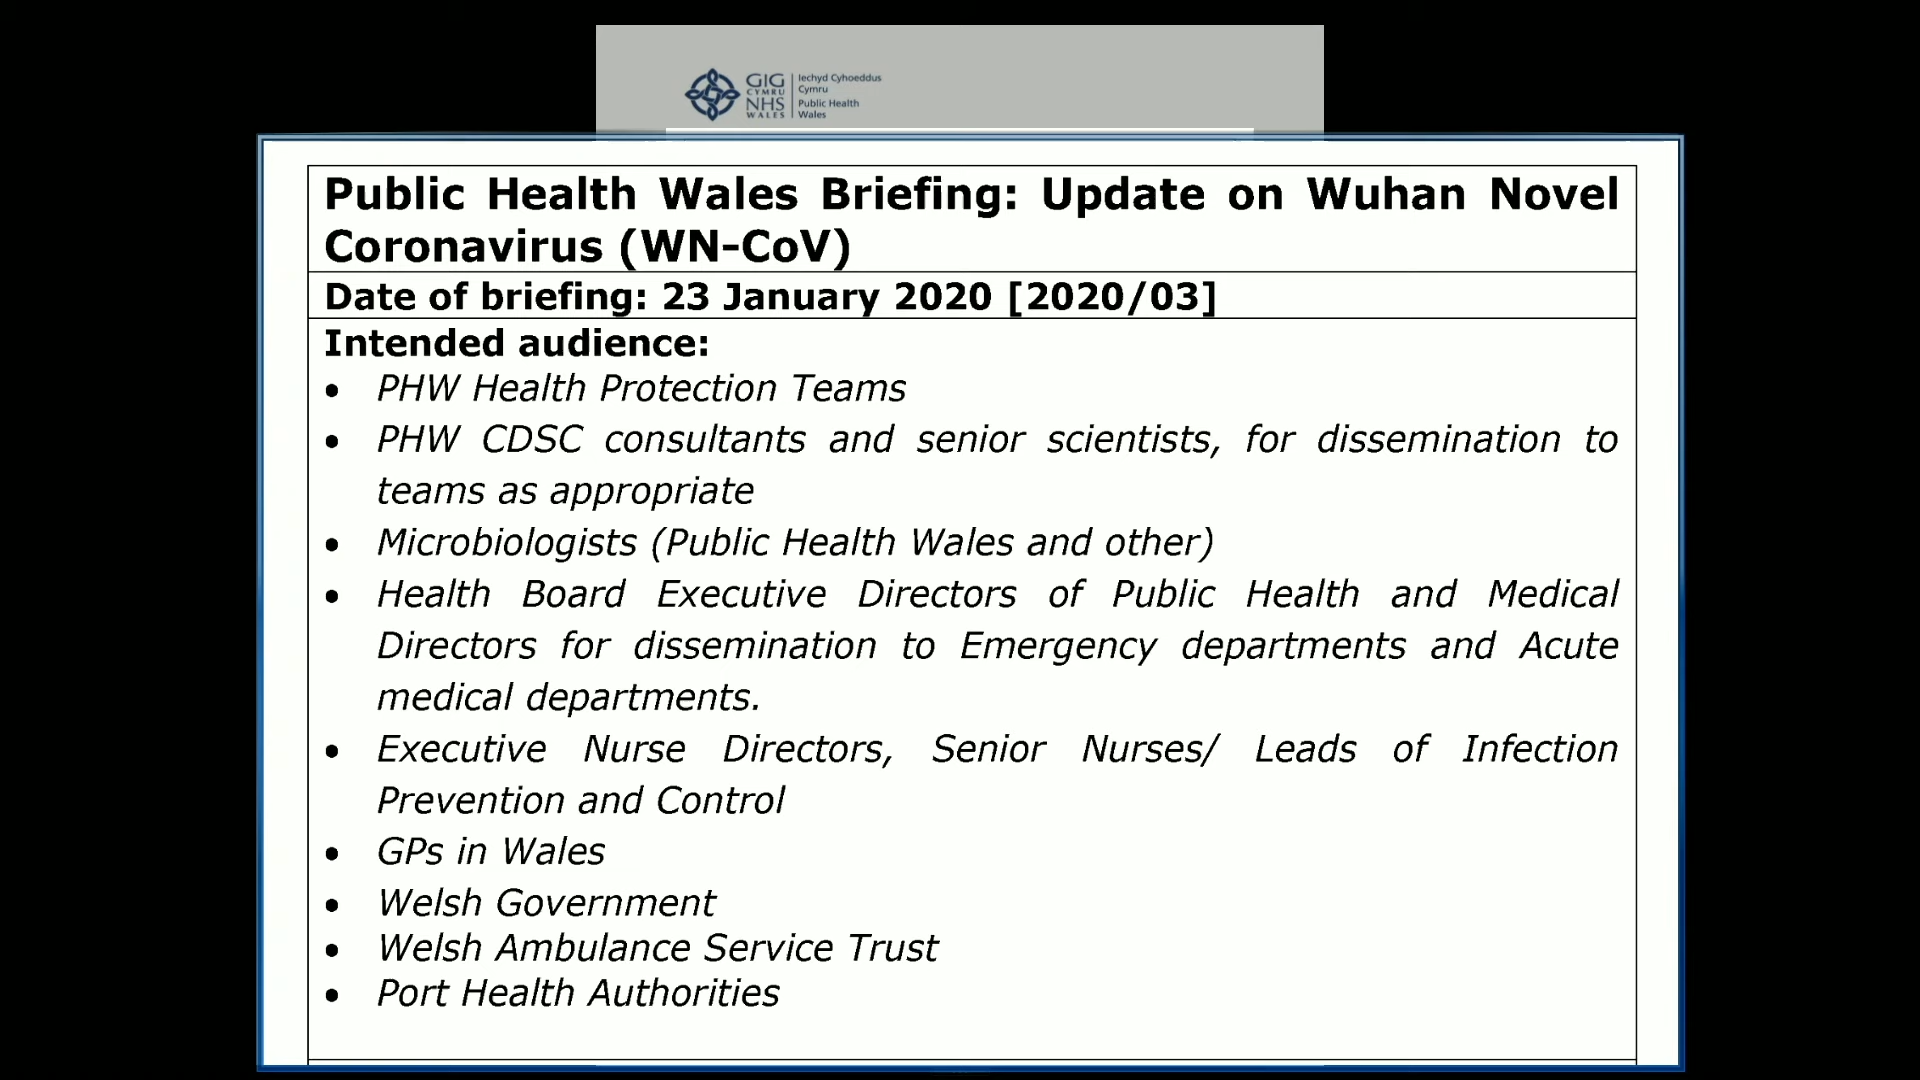 GIG
CYMRU
NHS
WALES
Iechyd Cyhoeddus
Cymru
Public Health
Wales
Public Health Wales Briefing: Update on Wuhan Novel
Coronavirus (WN-CoV)
Date of briefing: 23 January 2020 [2020/03]
Intended audience:
• PHW Health Protection Teams
• PHW CDSC consultants and senior scientists, for dissemination to
teams as appropriate
• Microbiologists (Public Health Wales and other)
• Health Board Executive Directors of Public Health and Medical
Directors for dissemination to Emergency departments and Acute
medical departments.
• Executive Nurse Directors, Senior Nurses/ Leads of Infection
Prevention and Control
• GPs in Wales
• Welsh Government
• Welsh Ambulance Service Trust
• Port Health Authorities